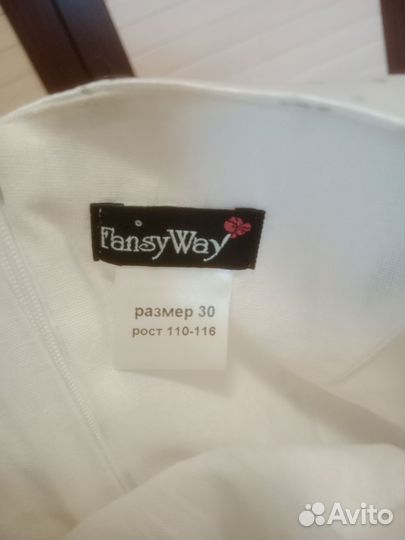 FansyWay
размер 30
рост 110-116
Avito